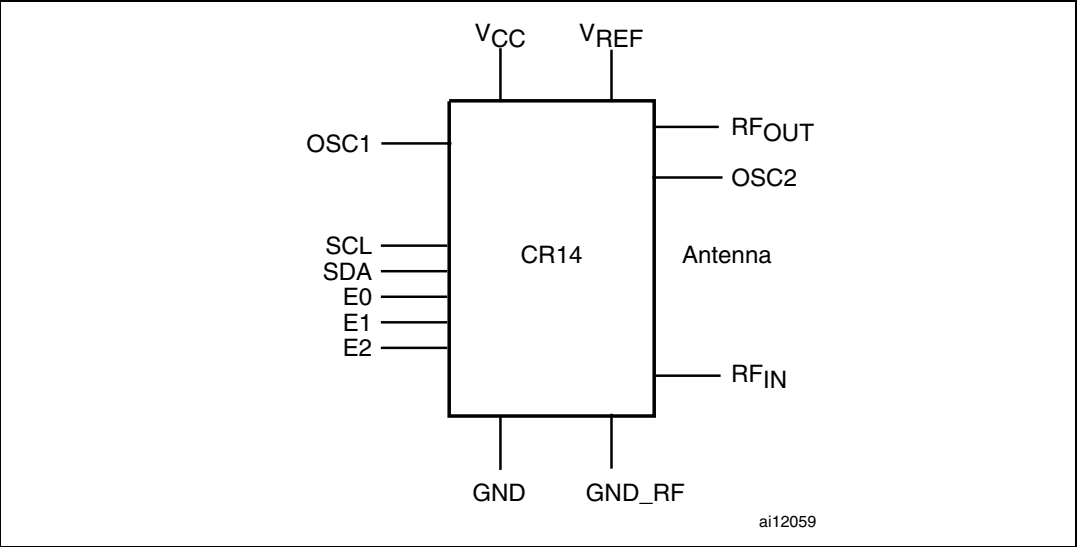 VCC VREF
RFOUT
OSC1
OSC2
SCL CR14 Antenna
SDA
E0
E1
E2
RFIN
GND GND_RF
ai12059